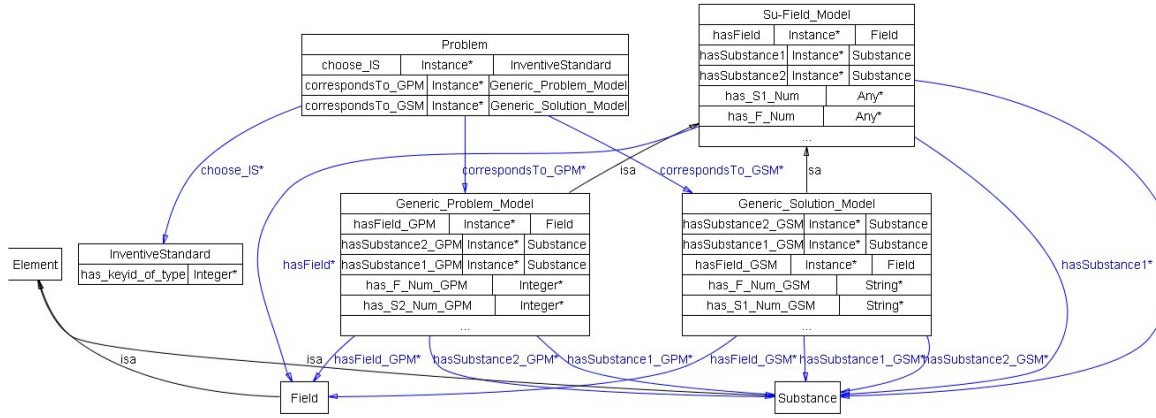 Su-Field_Model
hasField Instance* Field
hasSubstance1 Instance* Substance
hasSubstance2 Instance* Substance
has_S1_Num Any*
has_F_Num Any*
...
Problem
choose_IS Instance* InventiveStandard
correspondsTo_GPM Instance* Generic_Problem_Model
correspondsTo_GSM Instance* Generic_Solution_Model
choose_IS*
correspondsTo_GPM*
isa
correspondsTo_GSM*
sa
Generic_Problem_Model
hasField_GPM Instance* Field
hasSubstance2_GPM Instance* Substance
hasSubstance1_GPM Instance* Substance
has_F_Num_GPM Integer*
has_S2_Num_GPM Integer*
...
Generic_Solution_Model
hasSubstance2_GSM Instance* Substance
hasSubstance1_GSM Instance* Substance
hasField_GSM Instance* Field
has_F_Num_GSM String*
has_S1_Num_GSM String*
...
Element
InventiveStandard
has_keyid_of_type Integer*
hasField*
hasSubstance1*
isa
isa
hasField_GPM*
hasSubstance2_GPM*
hasSubstance1_GPM*
hasField_GSM*
hasSubstance1_GSM*
hasSubstance2_GSM*
Field
Substance